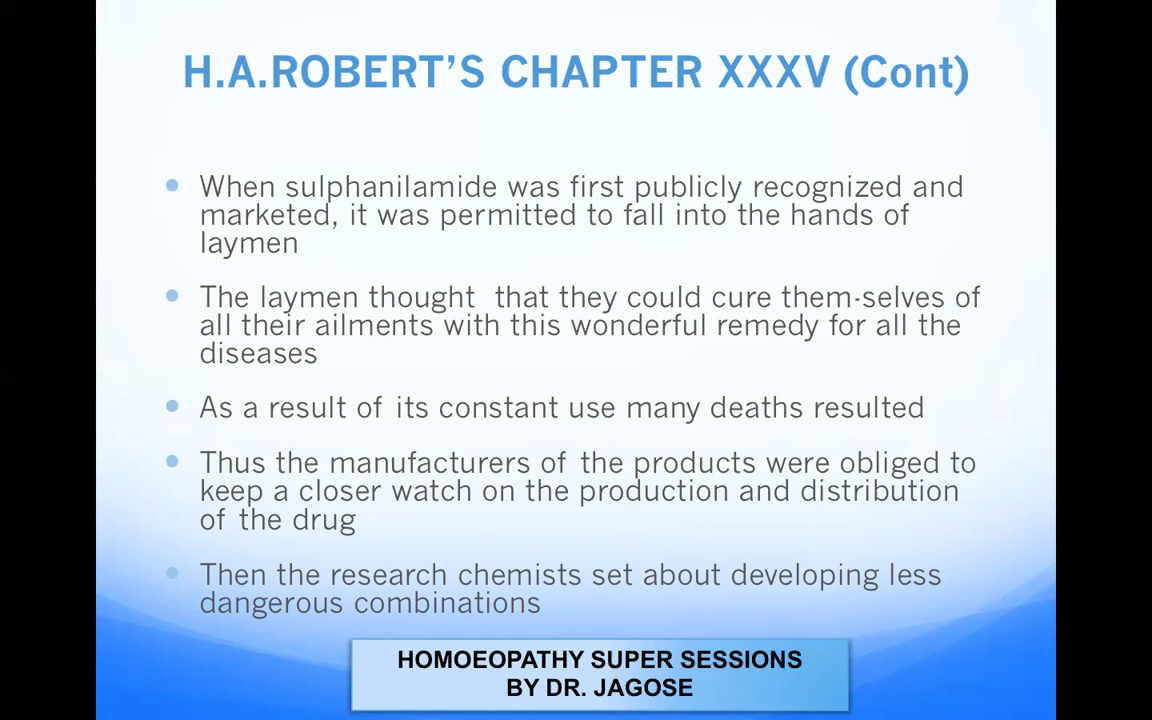 H.A.ROBERT’S CHAPTER XXXV (Cont)
• When sulphanilamide was first publicly recognized and
marketed, it was permitted to fall into the hands of
laymen
• The laymen thought that they could cure them-selves of
all their ailments with this wonderful remedy for all the
diseases
• As a result of its constant use many deaths resulted
• Thus the manufacturers of the products were obliged to
keep a closer watch on the production and distribution
of the drug
• Then the research chemists set about developing less
dangerous combinations
HOMOEOPATHY SUPER SESSIONS
BY DR. JAGOSE